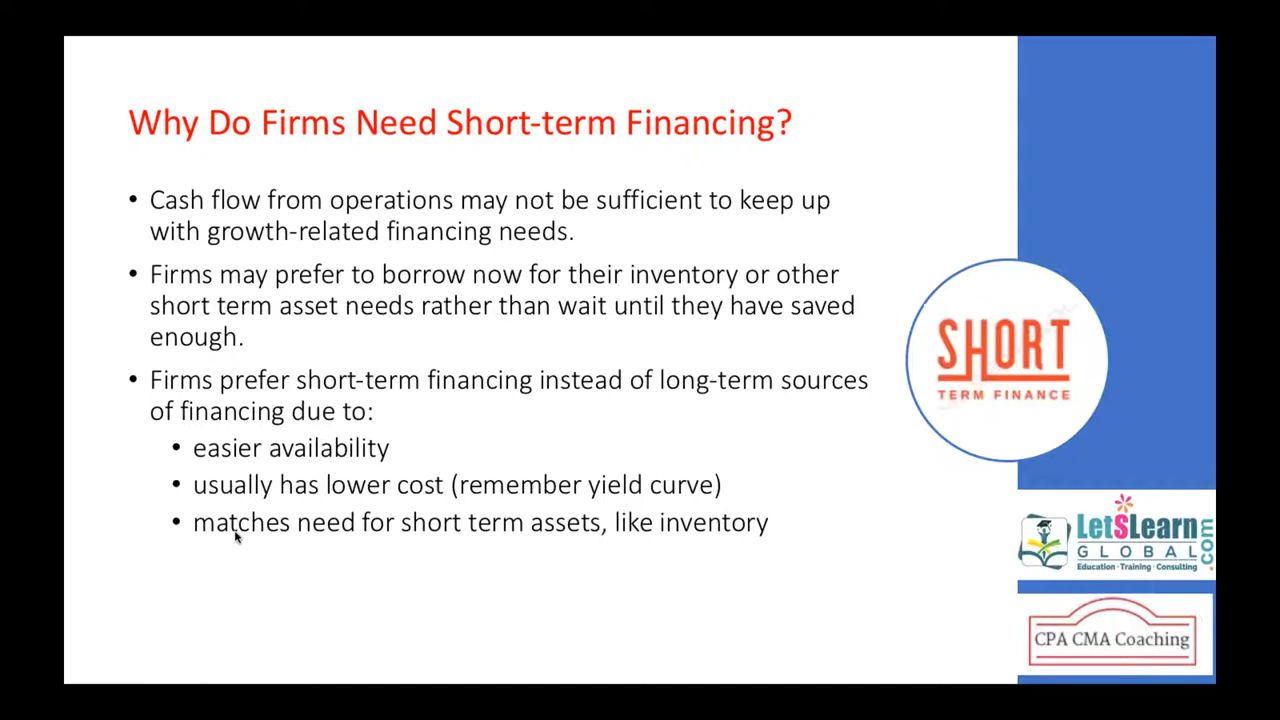 Why Do Firms Need Short-term Financing?
• Cash flow from operations may not be sufficient to keep up
with growth-related financing needs.
• Firms may prefer to borrow now for their inventory or other
short term asset needs rather than wait until they have saved
enough.
• Firms prefer short-term financing instead of long-term sources
of financing due to:
• easier availability
• usually has lower cost (remember yield curve)
• matches need for short term assets, like inventory
SHORT
TERM FINANCE
LetSLearn
GLOBAL
.com
Education - Training - Consulting
CPA CMA Coaching